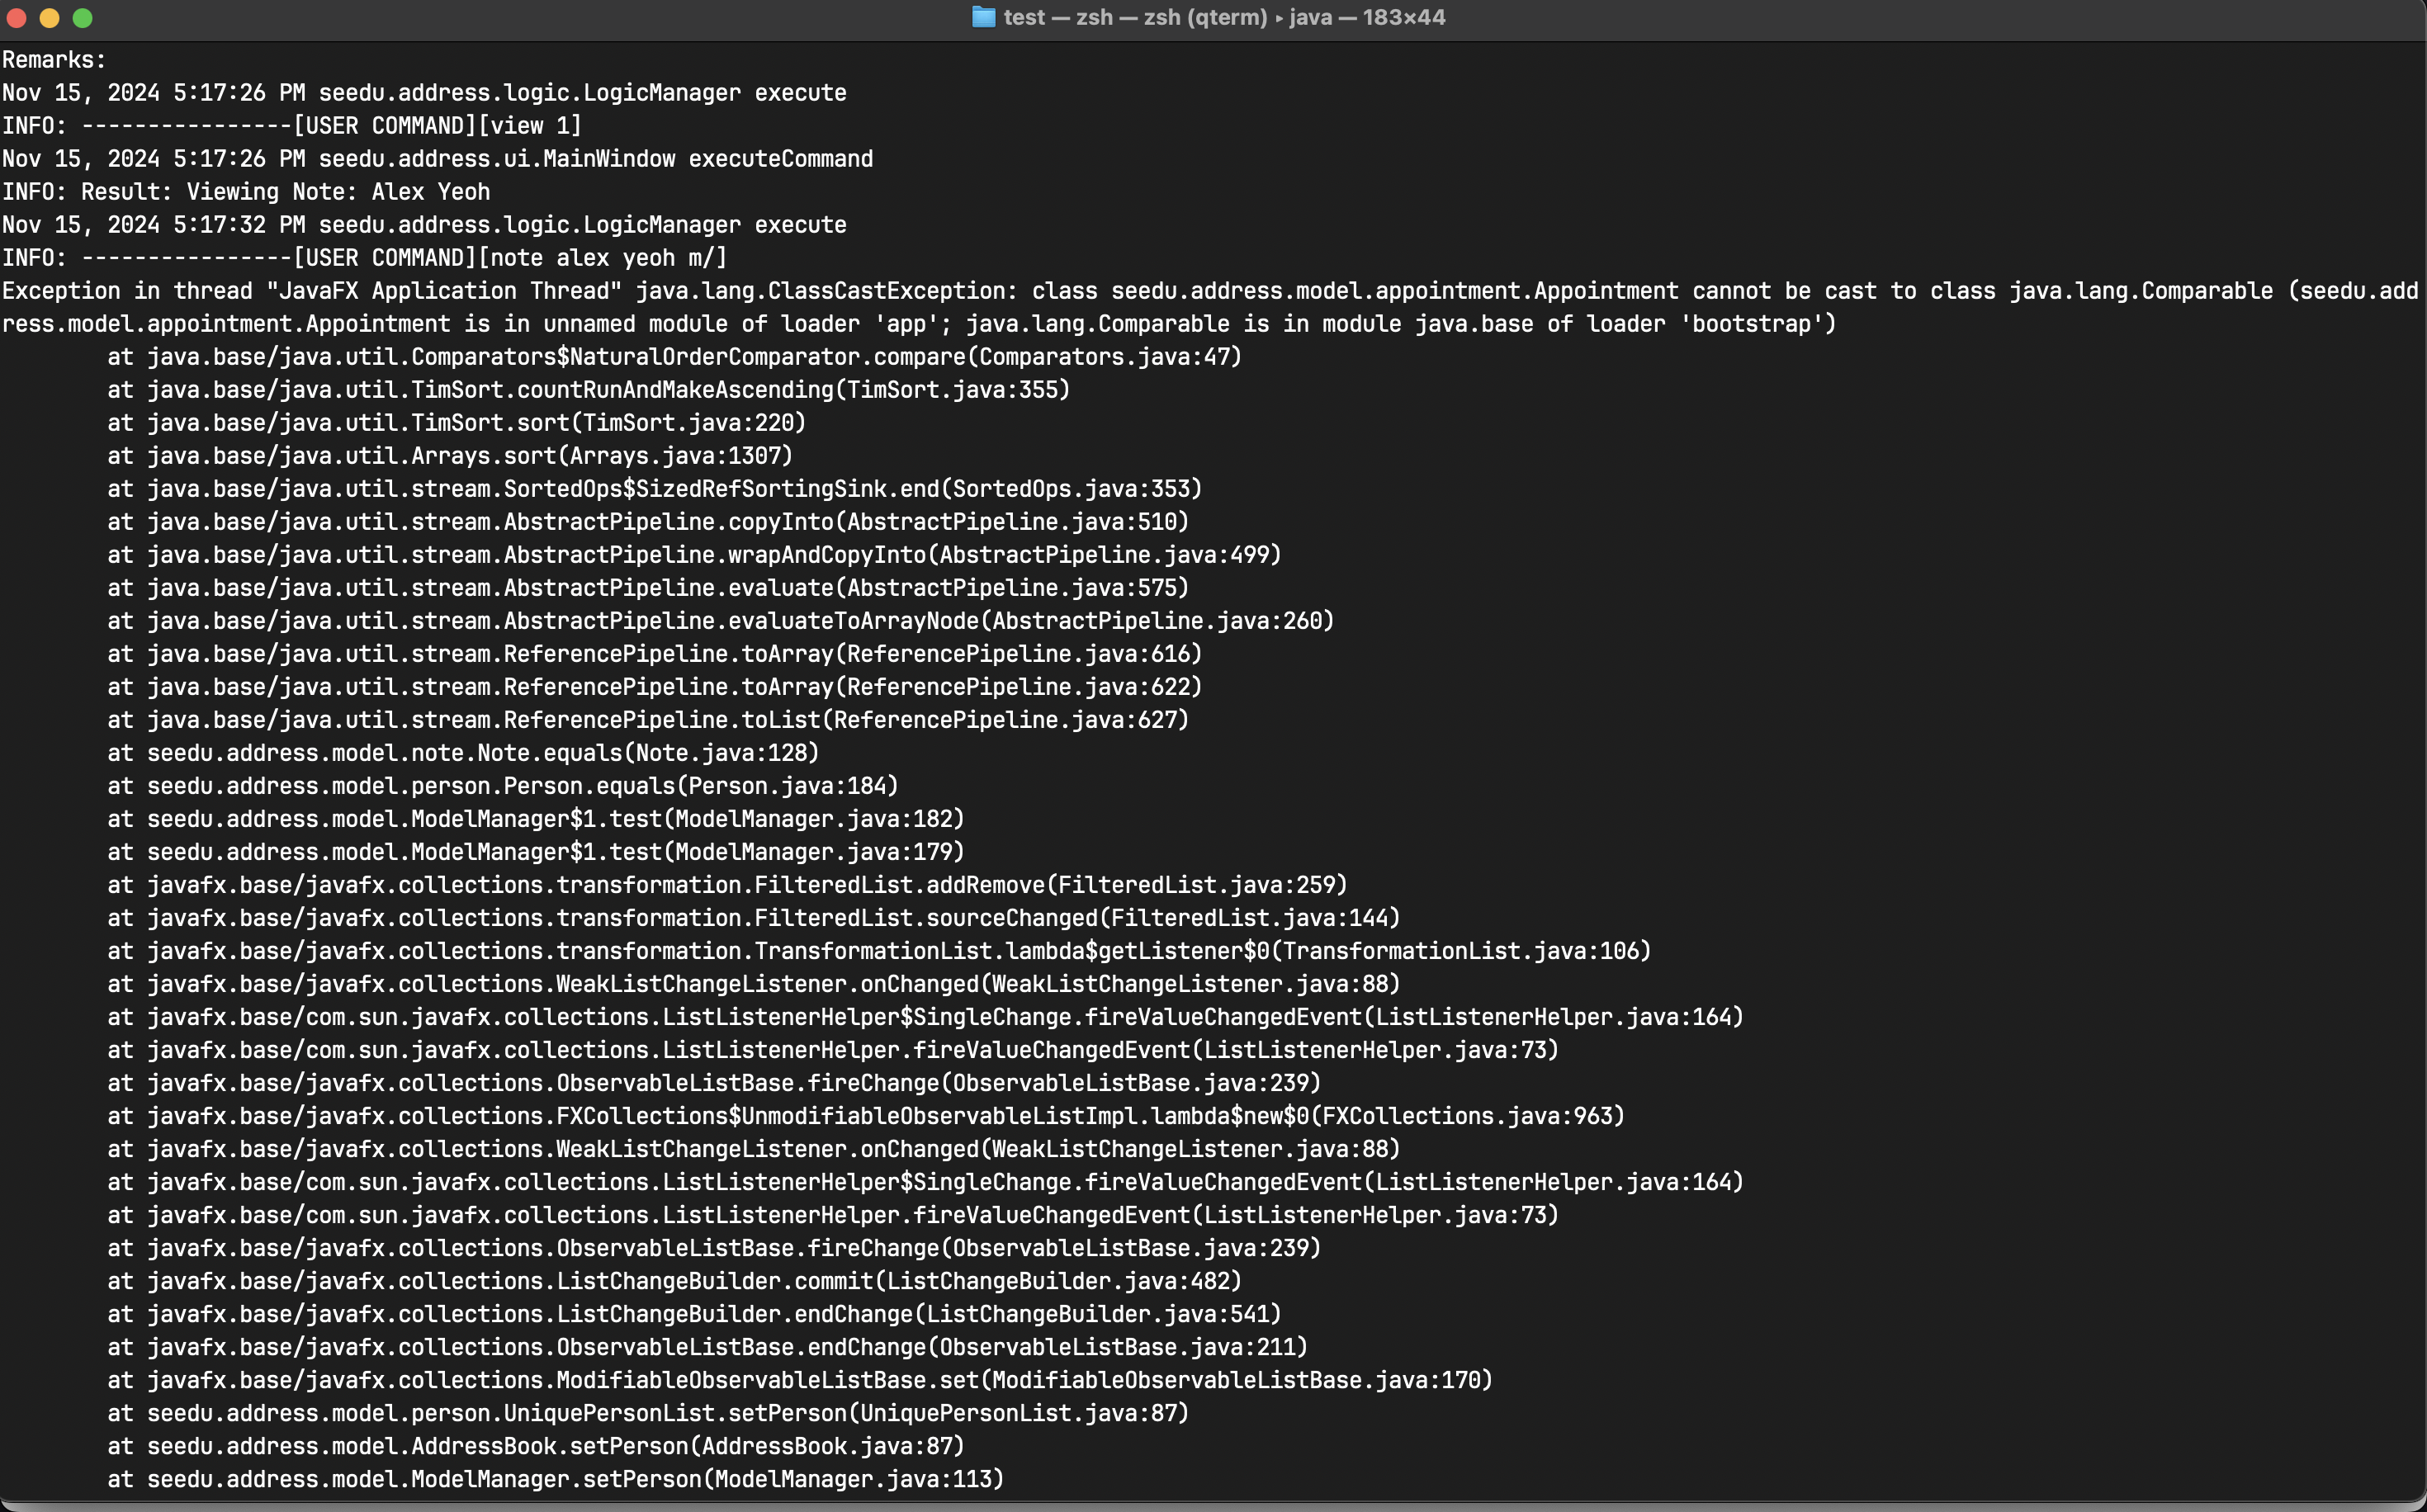 test — zsh — zsh (qterm) ▸ java — 183×44
Remarks:
Nov 15, 2024 5:17:26 PM seedu.address.logic.LogicManager execute
INFO: ----------------[USER COMMAND][view 1]
Nov 15, 2024 5:17:26 PM seedu.address.ui.MainWindow executeCommand
INFO: Result: Viewing Note: Alex Yeoh
Nov 15, 2024 5:17:32 PM seedu.address.logic.LogicManager execute
INFO: ----------------[USER COMMAND][note alex yeoh m/]
Exception in thread "JavaFX Application Thread" java.lang.ClassCastException: class seedu.address.model.appointment.Appointment cannot be cast to class java.lang.Comparable (seedu.add
ress.model.appointment.Appointment is in unnamed module of loader 'app'; java.lang.Comparable is in module java.base of loader 'bootstrap')
at java.base/java.util.Comparators$NaturalOrderComparator.compare(Comparators.java:47)
at java.base/java.util.TimSort.countRunAndMakeAscending(TimSort.java:355)
at java.base/java.util.TimSort.sort(TimSort.java:220)
at java.base/java.util.Arrays.sort(Arrays.java:1307)
at java.base/java.util.stream.SortedOps$SizedRefSortingSink.end(SortedOps.java:353)
at java.base/java.util.stream.AbstractPipeline.copyInto(AbstractPipeline.java:510)
at java.base/java.util.stream.AbstractPipeline.wrapAndCopyInto(AbstractPipeline.java:499)
at java.base/java.util.stream.AbstractPipeline.evaluate(AbstractPipeline.java:575)
at java.base/java.util.stream.AbstractPipeline.evaluateToArrayNode(AbstractPipeline.java:260)
at java.base/java.util.stream.ReferencePipeline.toArray(ReferencePipeline.java:616)
at java.base/java.util.stream.ReferencePipeline.toArray(ReferencePipeline.java:622)
at java.base/java.util.stream.ReferencePipeline.toList(ReferencePipeline.java:627)
at seedu.address.model.note.Note.equals(Note.java:128)
at seedu.address.model.person.Person.equals(Person.java:184)
at seedu.address.model.ModelManager$1.test(ModelManager.java:182)
at seedu.address.model.ModelManager$1.test(ModelManager.java:179)
at javafx.base/javafx.collections.transformation.FilteredList.addRemove(FilteredList.java:259)
at javafx.base/javafx.collections.transformation.FilteredList.sourceChanged(FilteredList.java:144)
at javafx.base/javafx.collections.transformation.TransformationList.lambda$getListener$0(TransformationList.java:106)
at javafx.base/javafx.collections.WeakListChangeListener.onChanged(WeakListChangeListener.java:88)
at javafx.base/com.sun.javafx.collections.ListListenerHelper$SingleChange.fireValueChangedEvent(ListListenerHelper.java:164)
at javafx.base/com.sun.javafx.collections.ListListenerHelper.fireValueChangedEvent(ListListenerHelper.java:73)
at javafx.base/javafx.collections.ObservableListBase.fireChange(ObservableListBase.java:239)
at javafx.base/javafx.collections.FXCollections$UnmodifiableObservableListImpl.lambda$new$0(FXCollections.java:963)
at javafx.base/javafx.collections.WeakListChangeListener.onChanged(WeakListChangeListener.java:88)
at javafx.base/com.sun.javafx.collections.ListListenerHelper$SingleChange.fireValueChangedEvent(ListListenerHelper.java:164)
at javafx.base/com.sun.javafx.collections.ListListenerHelper.fireValueChangedEvent(ListListenerHelper.java:73)
at javafx.base/javafx.collections.ObservableListBase.fireChange(ObservableListBase.java:239)
at javafx.base/javafx.collections.ListChangeBuilder.commit(ListChangeBuilder.java:482)
at javafx.base/javafx.collections.ListChangeBuilder.endChange(ListChangeBuilder.java:541)
at javafx.base/javafx.collections.ObservableListBase.endChange(ObservableListBase.java:211)
at javafx.base/javafx.collections.ModifiableObservableListBase.set(ModifiableObservableListBase.java:170)
at seedu.address.model.person.UniquePersonList.setPerson(UniquePersonList.java:87)
at seedu.address.model.AddressBook.setPerson(AddressBook.java:87)
at seedu.address.model.ModelManager.setPerson(ModelManager.java:113)